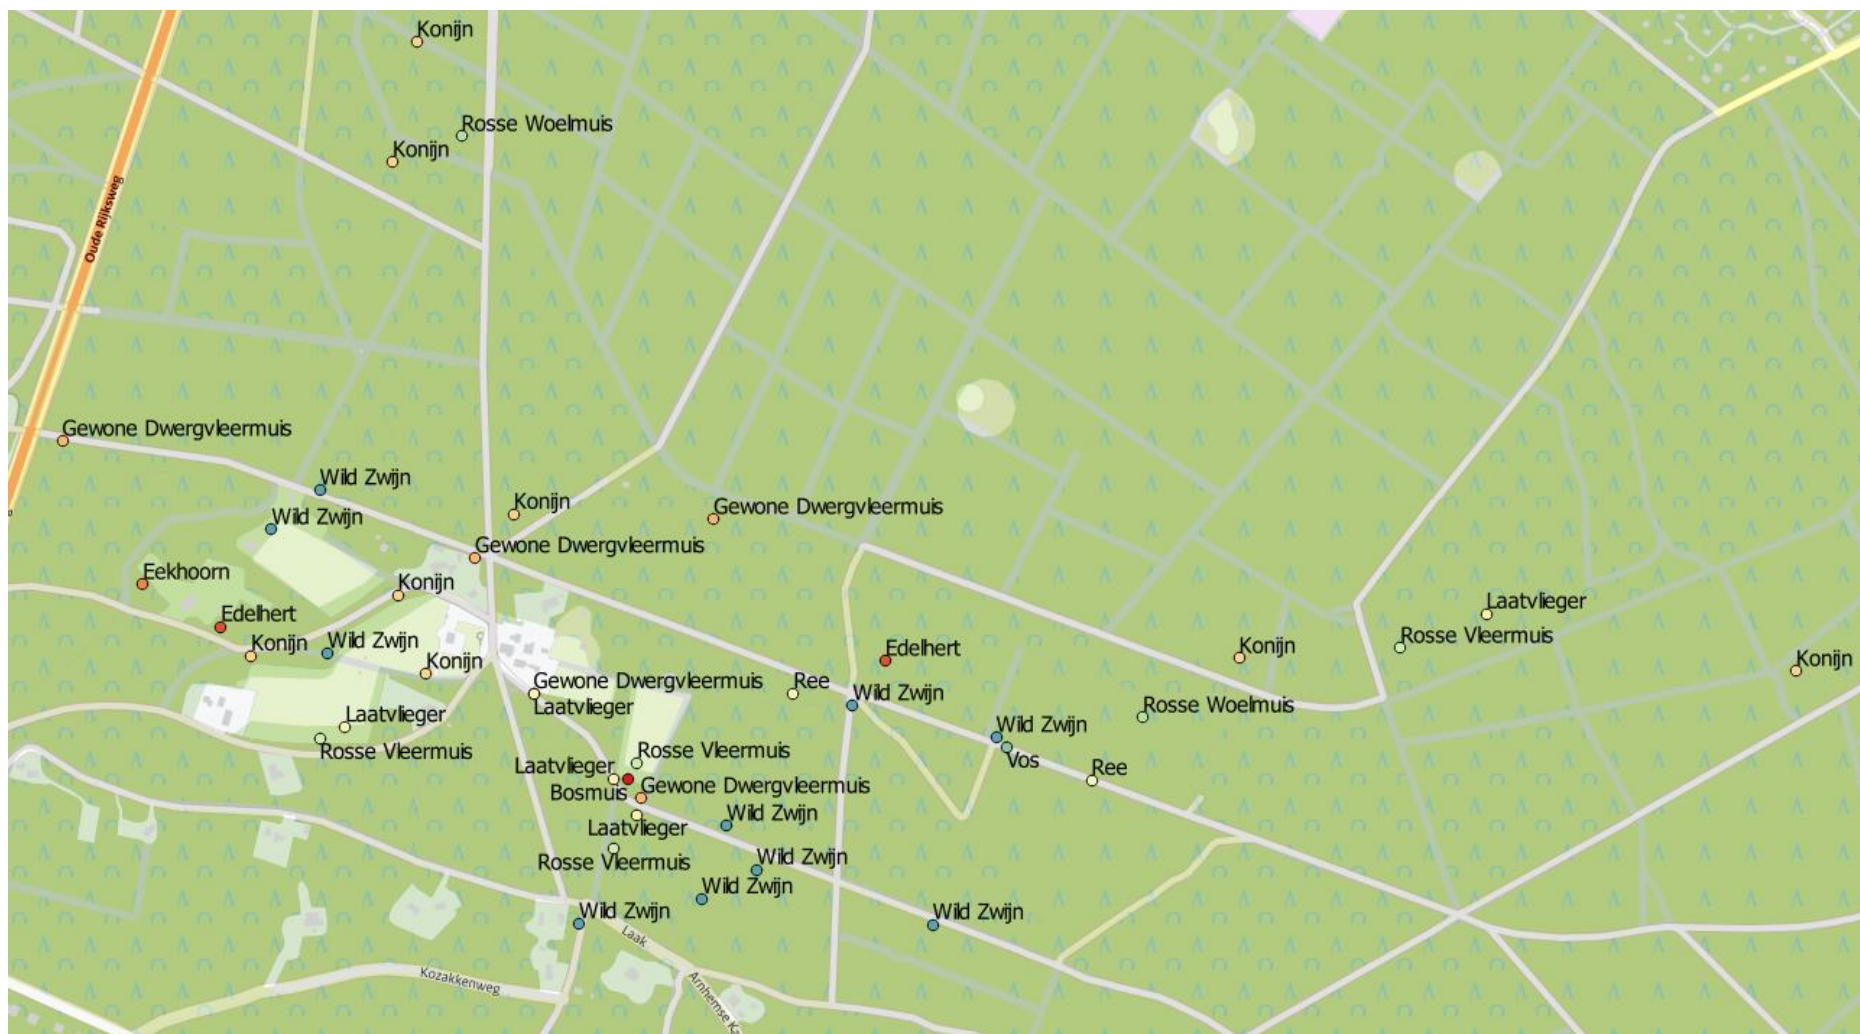 Konijn
Rosse Woelmuis
Konijn
Oude Rijksweg
Gewone Dwergvleermuis
Wild Zwijn
Konijn
Gewone Dwergvleermuis
Wild Zwijn
Gewone Dwergvleermuis
Eekhoorn
Konijn
Laatvlieger
Edelhert
Rosse Vleermuis
Konijn
Wild Zwijn
Edelhert
Konijn
Konijn
Konijn
Gewone Dwergvleermuis
Ree
Wild Zwijn
Laatvlieger
Rosse Woelmuis
Laatvlieger
Wild Zwijn
Rosse Vleermuis
Rosse Vleermuis
Vos
Laatvlieger
Ree
Bosmuis
Gewone Dwergvleermuis
Wild Zwijn
Laatvlieger
Rosse Vleermuis
Wild Zwijn
Wild Zwijn
Wild Zwijn
Wild Zwijn
Laak
Kozakkenweg
Arnhemse Ka